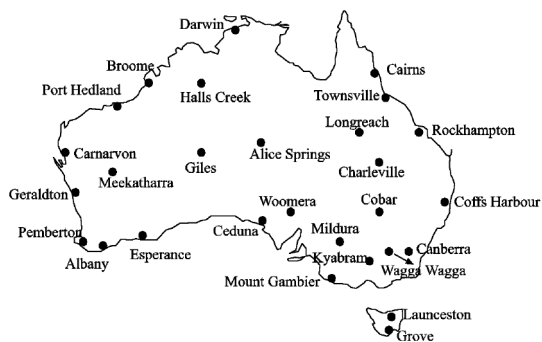 Darwin
Broome
Cairns
Port Hedland
Halls Creek
Townsville
Longreach
Rockhampton
Carnarvon
Giles
Alice Springs
Meekatharra
Charleville
Geraldton
Woomera
Cobar
Coffs Harbour
Pemberton
Ceduna
Mildura
Albany
Esperance
Kyabram
Canberra
Mount Gambier
Wagga Wagga
Launceston
Grove